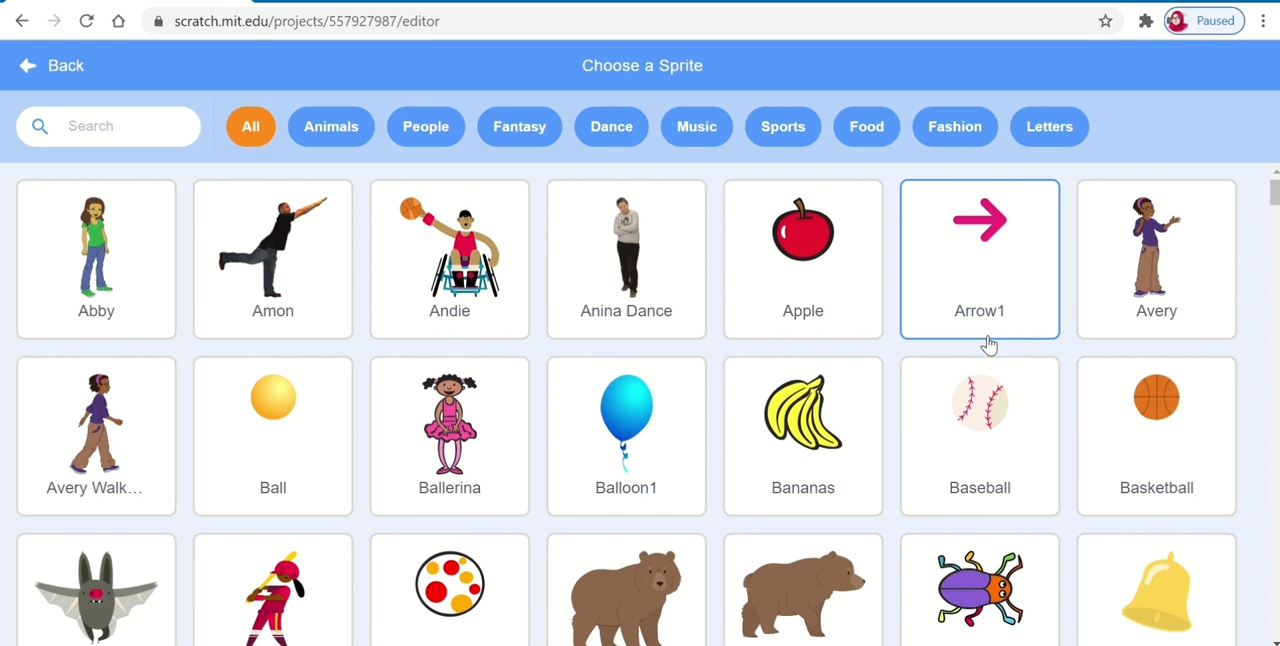 scratch.mit.edu/projects/557927987/editor
Paused
Back
Choose a Sprite
Search
All
Animals
People
Fantasy
Dance
Music
Sports
Food
Fashion
Letters
Abby
Amon
Andie
Anina Dance
Apple
Arrow1
Avery
Avery Walk...
Ball
Ballerina
Balloon1
Bananas
Baseball
Basketball